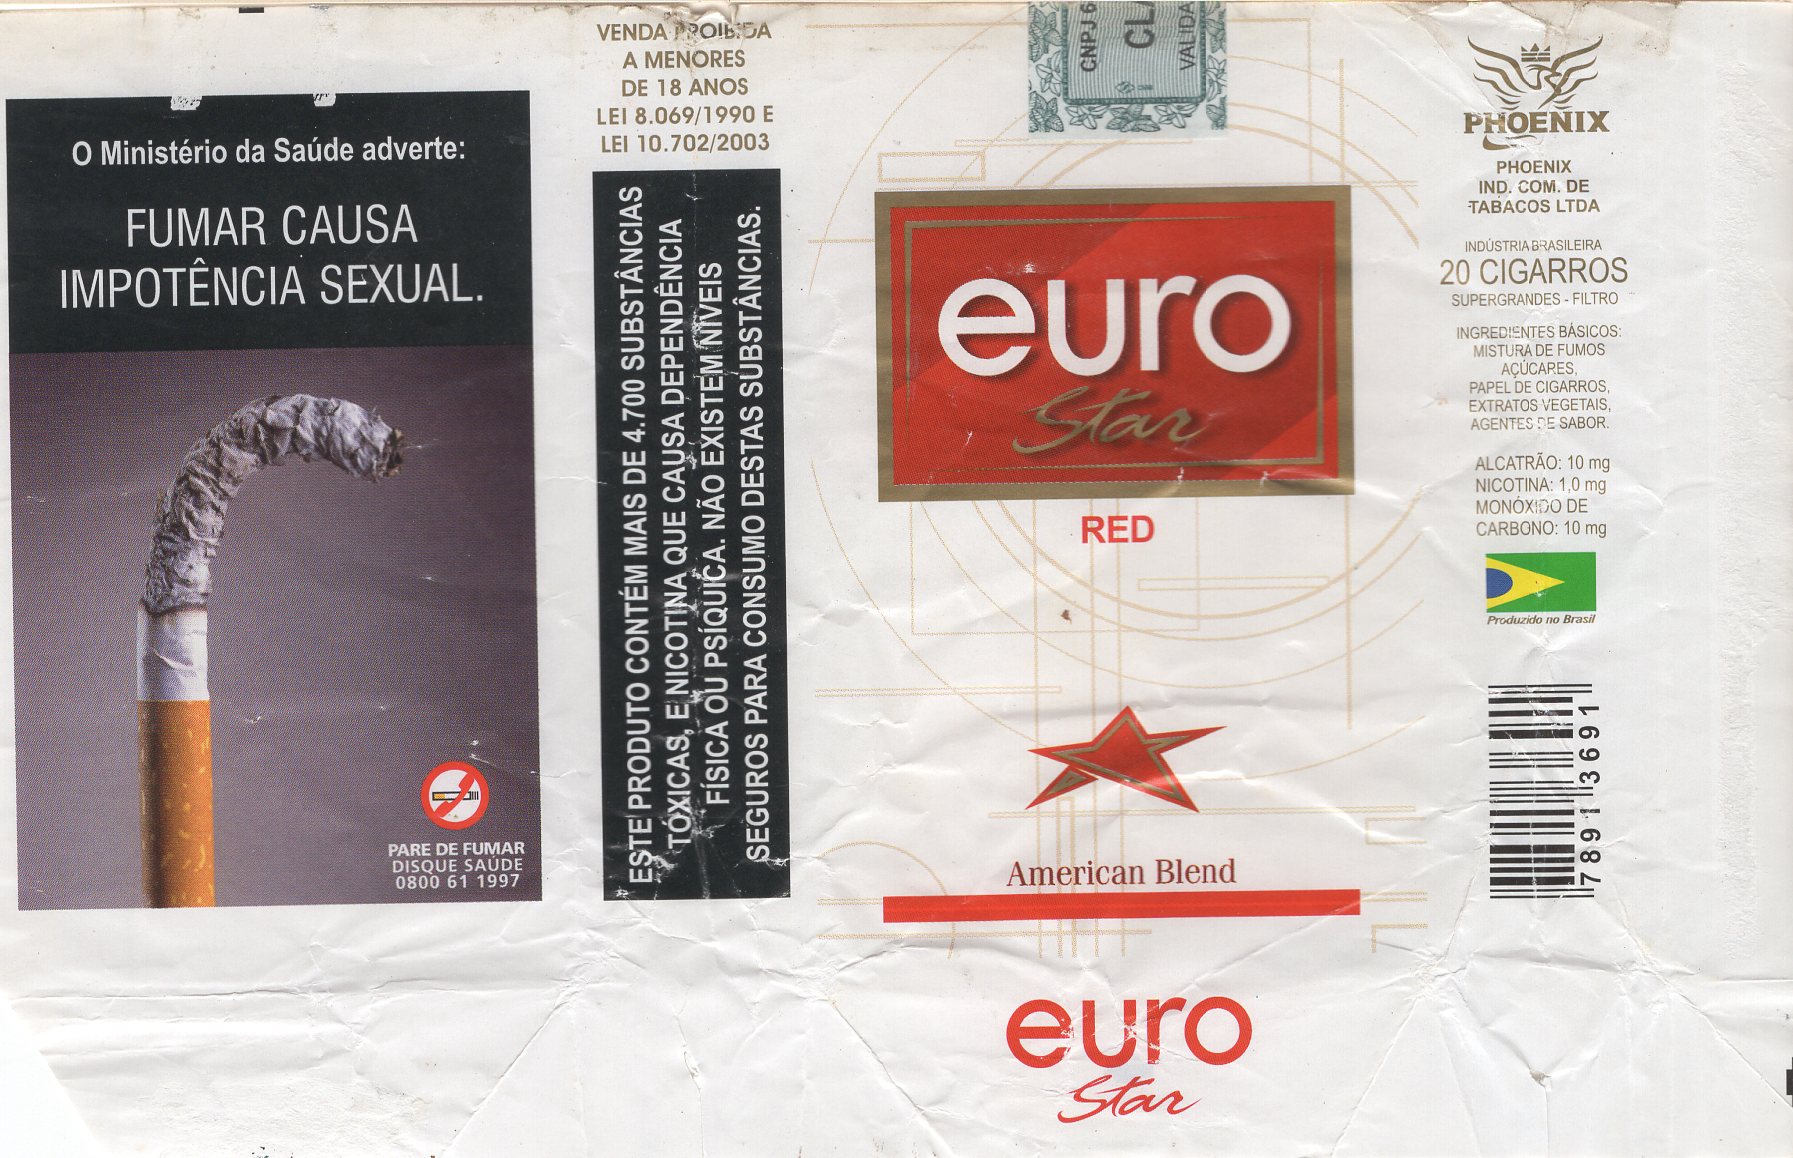 O Ministério da Saúde adverte:
FUMAR CAUSA
IMPOTÊNCIA SEXUAL.
PARE DE FUMAR
DISQUE SAÚDE
0800 61 1997
VENDA PROIBIDA
A MENORES
DE 18 ANOS
LEI 8.069/1990 E
LEI 10.702/2003
ESTE PRODUTO CONTÉM MAIS DE 4.700 SUBSTÂNCIAS
TÓXICAS, E NICOTINA QUE CAUSA DEPENDÊNCIA
FÍSICA OU PSÍQUICA. NÃO EXISTEM NÍVEIS
SEGUROS PARA CONSUMO DESTAS SUBSTÂNCIAS.
CNPJ 6
CL
VALIDA
euro
Star
RED
American Blend
euro
Star
PHOENIX
PHOENIX
IND. COM. DE
TABACOS LTDA
INDÚSTRIA BRASILEIRA
20 CIGARROS
SUPERGRANDES - FILTRO
INGREDIENTES BÁSICOS:
MISTURA DE FUMOS
AÇÚCARES,
PAPEL DE CIGARROS,
EXTRATOS VEGETAIS,
AGENTES DE SABOR.
ALCATRÃO: 10 mg
NICOTINA: 1,0 mg
MONÓXIDO DE
CARBONO: 10 mg
Produzido no Brasil
78913691